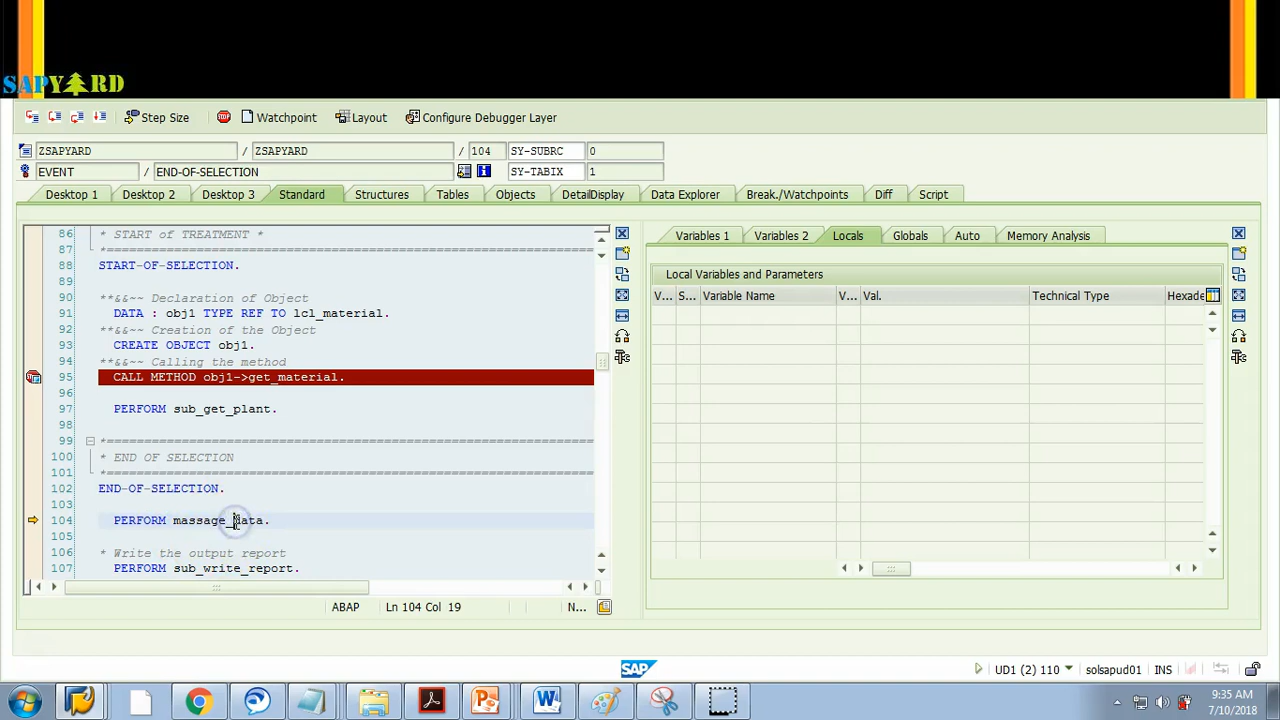 SAPYARD
Step Size Watchpoint Layout Configure Debugger Layer
ZSAPYARD / ZSAPYARD / 104 SY-SUBRC 0
EVENT / END-OF-SELECTION SY-TABIX 1
Desktop 1 Desktop 2 Desktop 3 Standard Structures Tables Objects DetailDisplay Data Explorer Break./Watchpoints Diff Script
Variables 1 Variables 2 Locals Globals Auto Memory Analysis
Local Variables and Parameters
V... S... Variable Name V... Val. Technical Type Hexade
86 * START of TREATMENT *
87 *==================================================================
88 START-OF-SELECTION.
89
90 **&&~~ Declaration of Object
91 DATA : obj1 TYPE REF TO lcl_material.
92 **&&~~ Creation of the Object
93 CREATE OBJECT obj1.
94 **&&~~ Calling the method
95 CALL METHOD obj1->get_material.
96
97 PERFORM sub_get_plant.
98
99 *==================================================================
100 * END OF SELECTION
101 *==================================================================
102 END-OF-SELECTION.
103
104 PERFORM massage_data.
105
106 * Write the output report
107 PERFORM sub_write_report.
ABAP Ln 104 Col 19 N...
SAP UD1 (2) 110 solsapud01 INS
9:35 AM
7/10/2018